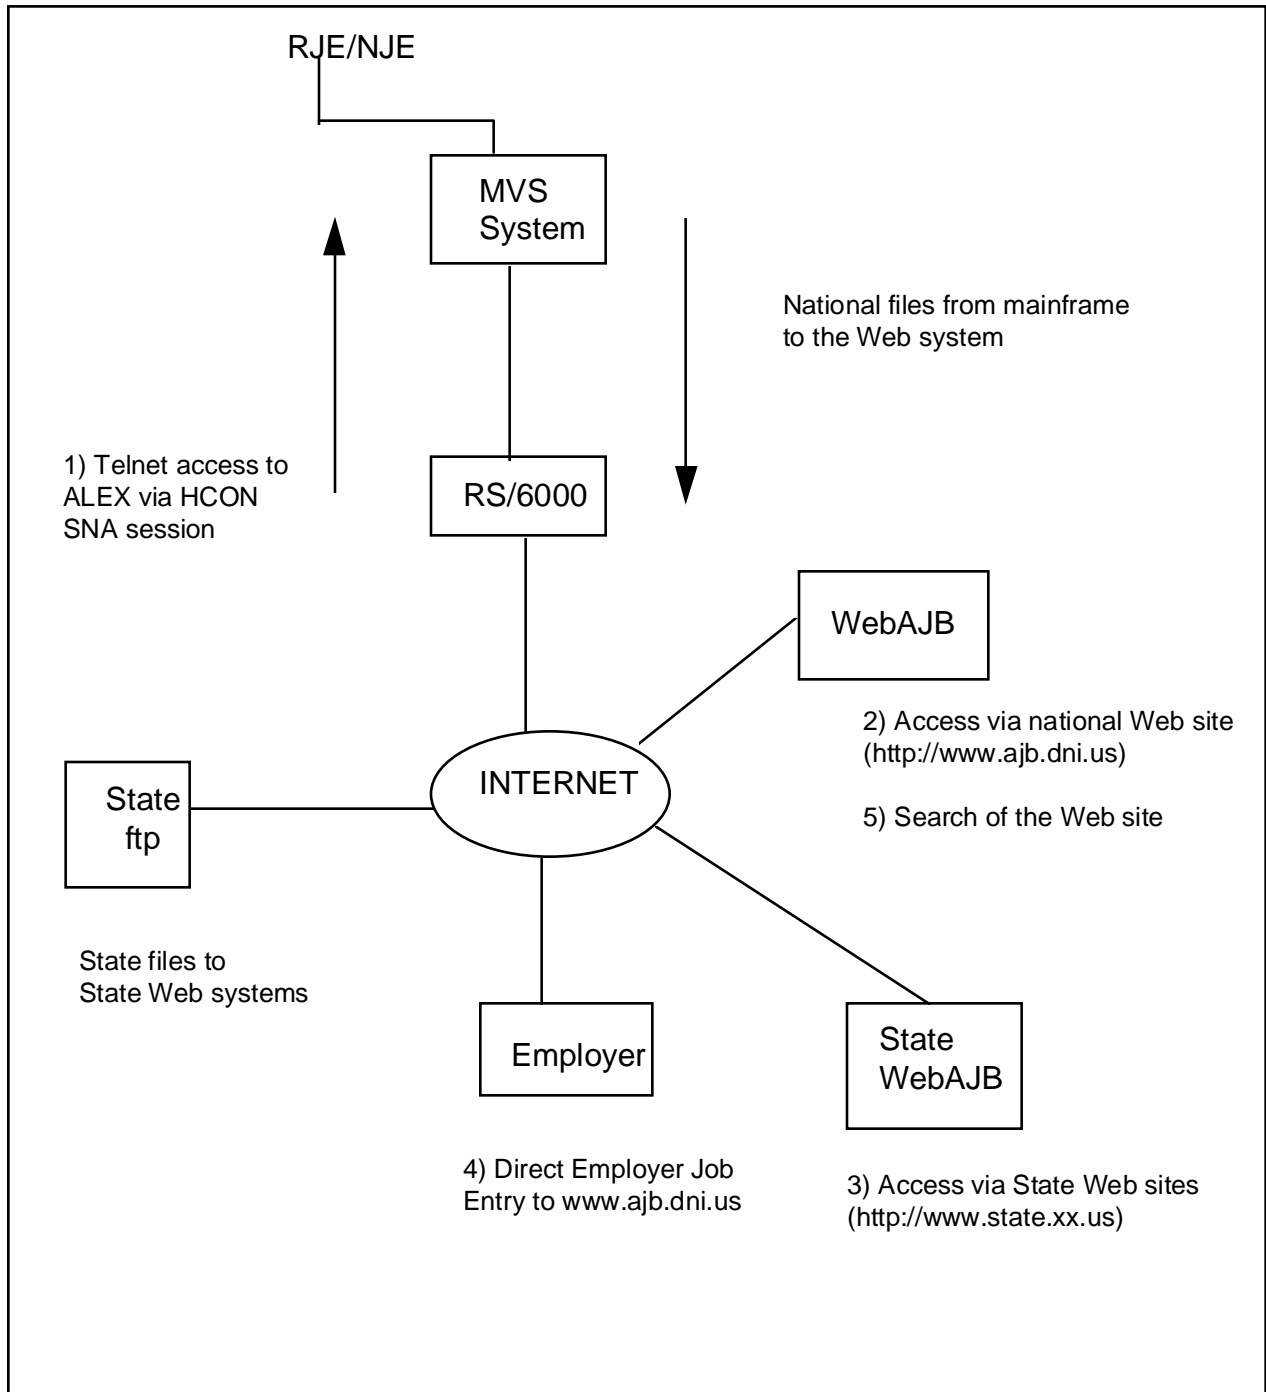 RJE/NJE
MVS
System
National files from mainframe
to the Web system
1) Telnet access to
ALEX via HCON
SNA session
RS/6000
WebAJB
2) Access via national Web site
(http://www.ajb.dni.us)
5) Search of the Web site
INTERNET
State
ftp
State files to
State Web systems
Employer
4) Direct Employer Job
Entry to www.ajb.dni.us
State
WebAJB
3) Access via State Web sites
(http://www.state.xx.us)